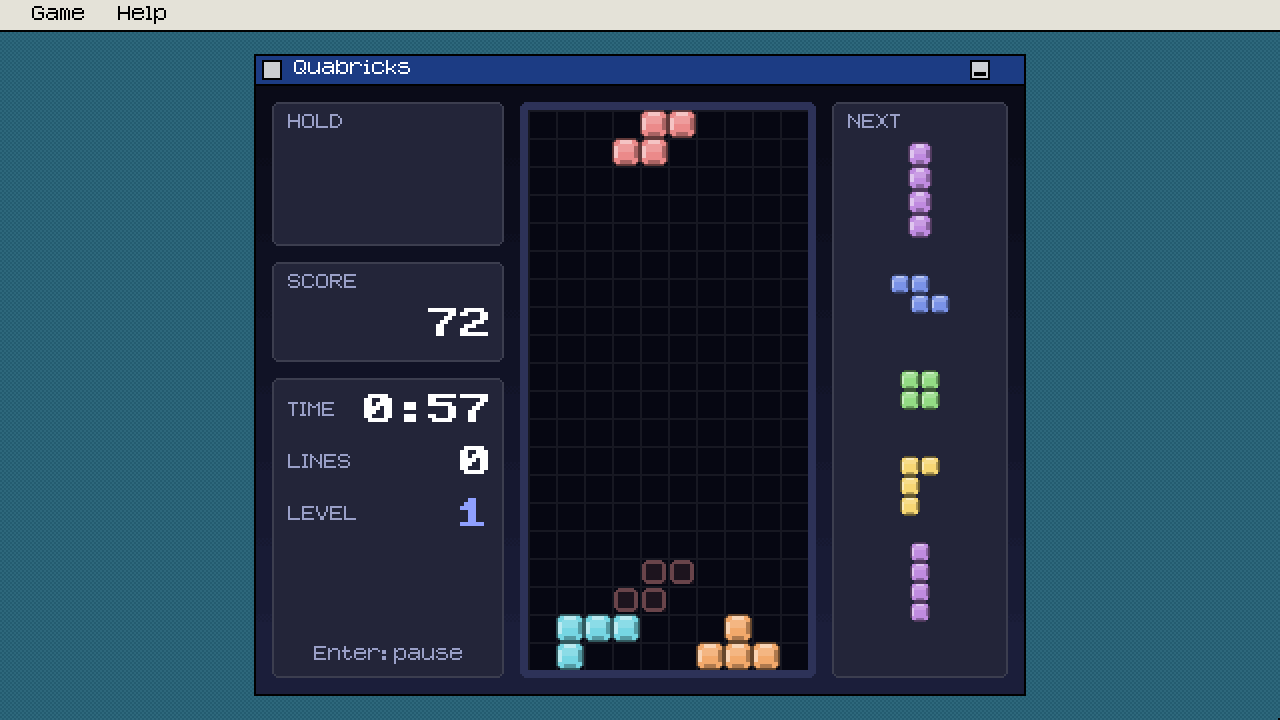 Game Help
Quabricks
HOLD
SCORE
72
TIME 0:57
LINES 0
LEVEL 1
Enter: pause
NEXT